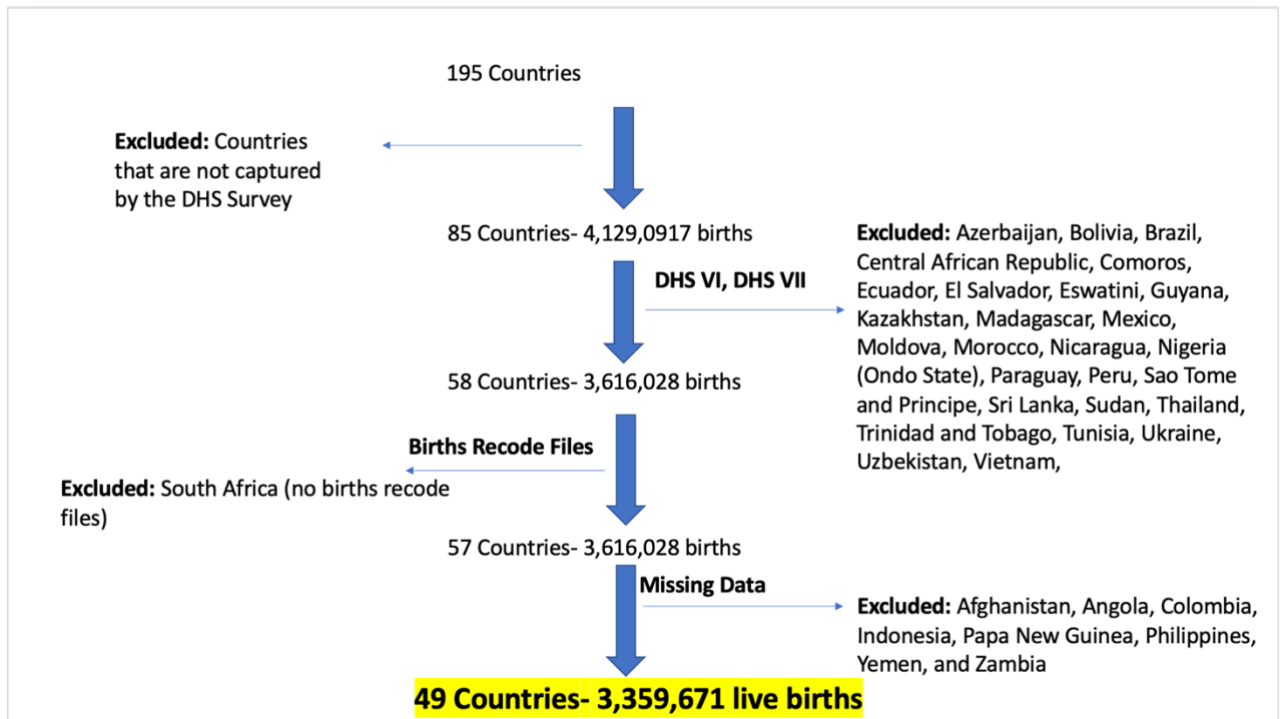 195 Countries
Excluded: Countries
that are not captured
by the DHS Survey
85 Countries- 4,129,0917 births
DHS VI, DHS VII
Excluded: Azerbaijan, Bolivia, Brazil,
Central African Republic, Comoros,
Ecuador, El Salvador, Eswatini, Guyana,
Kazakhstan, Madagascar, Mexico,
Moldova, Morocco, Nicaragua, Nigeria
(Ondo State), Paraguay, Peru, Sao Tome
and Principe, Sri Lanka, Sudan, Thailand,
Trinidad and Tobago, Tunisia, Ukraine,
Uzbekistan, Vietnam,
58 Countries- 3,616,028 births
Births Recode Files
Excluded: South Africa (no births recode
files)
57 Countries- 3,616,028 births
Missing Data
Excluded: Afghanistan, Angola, Colombia,
Indonesia, Papa New Guinea, Philippines,
Yemen, and Zambia
49 Countries- 3,359,671 live births